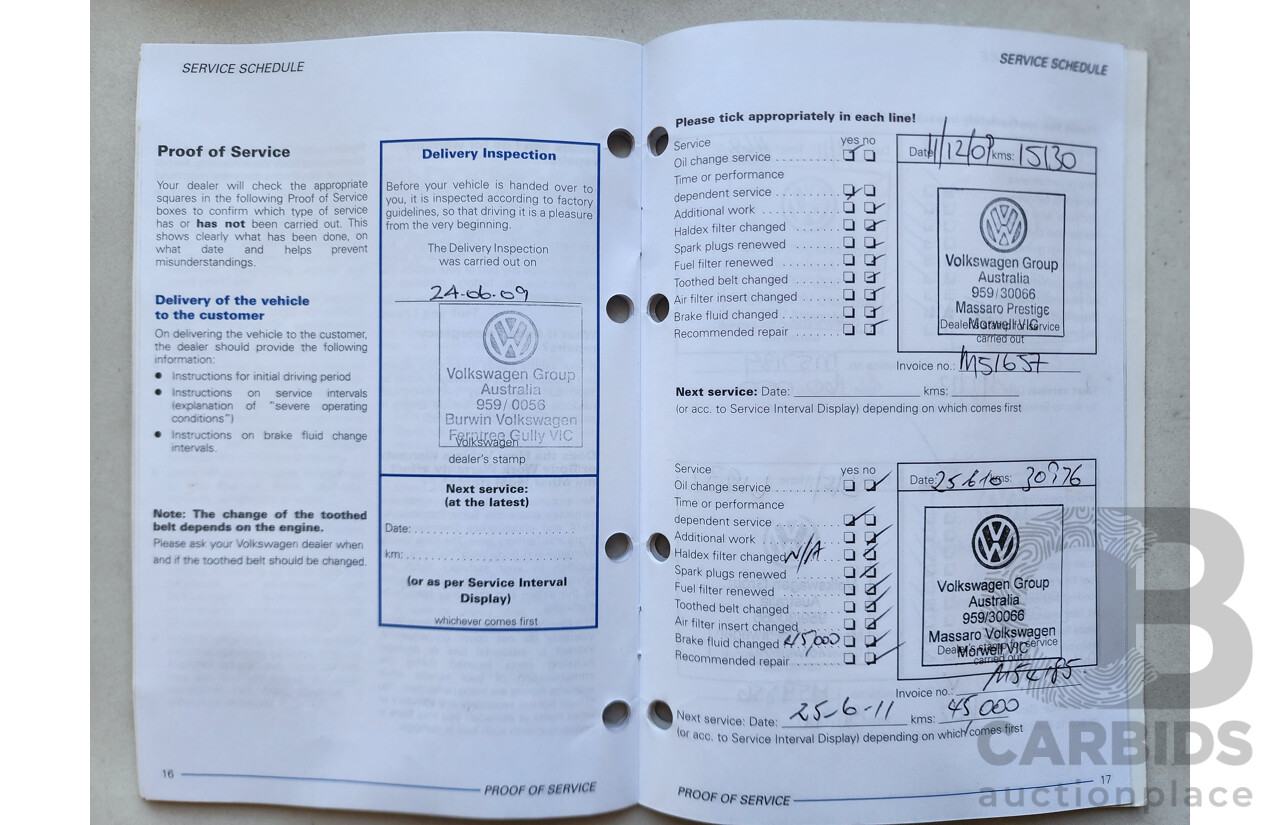 SERVICE SCHEDULE
Proof of Service
Your dealer will check the appropriate
squares in the following Proof of Service
boxes to confirm which type of service
has or has not been carried out. This
shows clearly what has been done, on
what date and helps prevent
misunderstandings.
Delivery of the vehicle
to the customer
On delivering the vehicle to the customer,
the dealer should provide the following
information:
● Instructions for initial driving period
● Instructions on service intervals
(explanation of "severe operating
conditions")
● Instructions on brake fluid change
intervals.
Note: The change of the toothed
belt depends on the engine.
Please ask your Volkswagen dealer when
and if the toothed belt should be changed.
Delivery Inspection
Before your vehicle is handed over to
you, it is inspected according to factory
guidelines, so that driving it is a pleasure
from the very beginning.
The Delivery Inspection
was carried out on
24.06.09
Volkswagen Group
Australia
959/ 0056
Burwin Volkswagen
Ferntree Gully VIC
Volkswagen
dealer's stamp
Next service:
(at the latest)
Date: ........................
km: ........................
(or as per Service Interval
Display)
whichever comes first
16
PROOF OF SERVICE
SERVICE SCHEDULE
Please tick appropriately in each line!
Service yes no
Oil change service ..........
Time or performance
dependent service ..........
Additional work ............
Haldex filter changed .......
Spark plugs renewed .......
Fuel filter renewed .........
Toothed belt changed ......
Air filter insert changed .....
Brake fluid changed ........
Recommended repair ......
Date 11/12/09 kms: 15130
Volkswagen Group
Australia
959/30066
Massaro Prestige
Morwell VIC
Dealer's stamp for service
carried out
Invoice no.: M51657
Next service: Date: kms:
(or acc. to Service Interval Display) depending on which comes first
Service yes no
Oil change service ..........
Time or performance
dependent service ..........
Additional work ............
Haldex filter changed N/A
Spark plugs renewed .......
Fuel filter renewed .........
Toothed belt changed ......
Air filter insert changed .....
Brake fluid changed 45,000
Recommended repair ......
Date: 25 6 10 kms: 30976
Volkswagen Group
Australia
959/30066
Massaro Volkswagen
Morwell VIC
Dealer's stamp for service
carried out
Invoice no.: M54185.
Next service: Date: 25-6-11 kms: 45000
(or acc. to Service Interval Display) depending on which comes first
PROOF OF SERVICE
17
CARBIDS
auctionplace